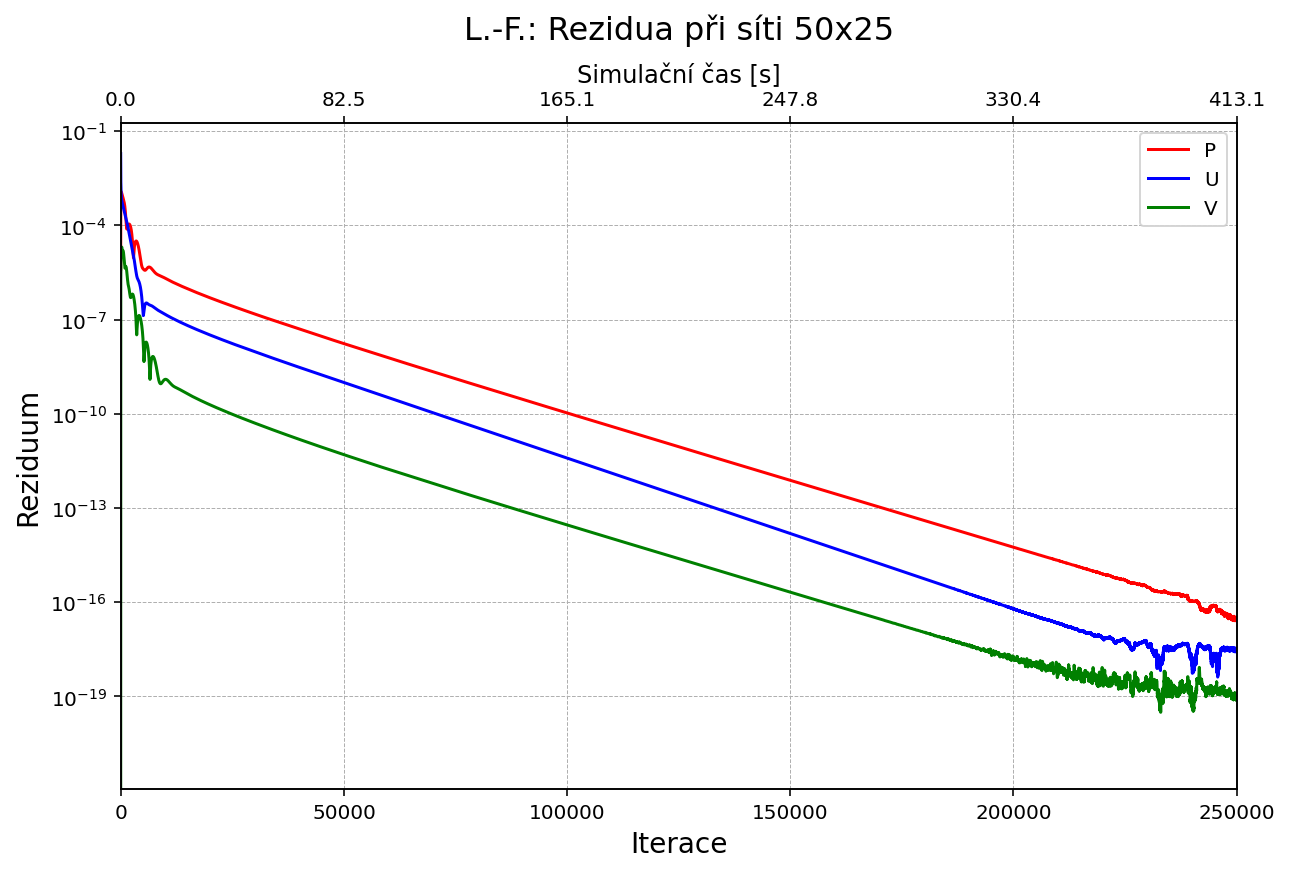 L.-F.: Rezidua při síti 50x25
Simulační čas [s]
0.0 82.5 165.1 247.8 330.4 413.1
P
U
V
10⁻¹
10⁻⁴
10⁻⁷
10⁻¹⁰
10⁻¹³
10⁻¹⁶
10⁻¹⁹
Reziduum
0 50000 100000 150000 200000 250000
Iterace